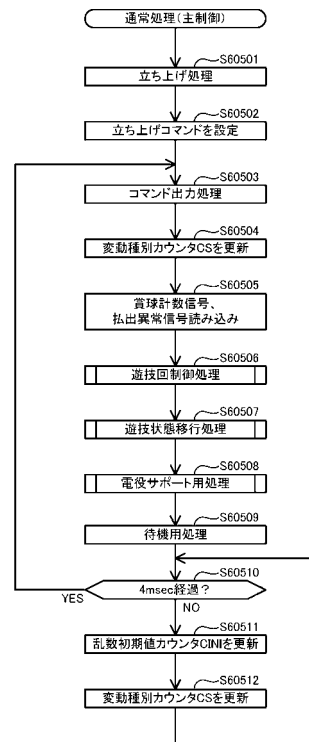 通常処理(主制御)
S60501
立ち上げ処理
S60502
立ち上げコマンドを設定
S60503
コマンド出力処理
S60504
変動種別カウンタCSを更新
S60505
賞球計数信号、
払出異常信号読み込み
S60506
遊技回制御処理
S60507
遊技状態移行処理
S60508
電役サポート用処理
S60509
待機用処理
S60510
4msec経過?
YES
NO
S60511
乱数初期値カウンタCINIを更新
S60512
変動種別カウンタCSを更新